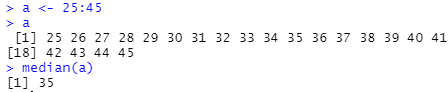 > a <- 25:45
> a
 [1] 25 26 27 28 29 30 31 32 33 34 35 36 37 38 39 40 41
[18] 42 43 44 45
> median(a)
[1] 35